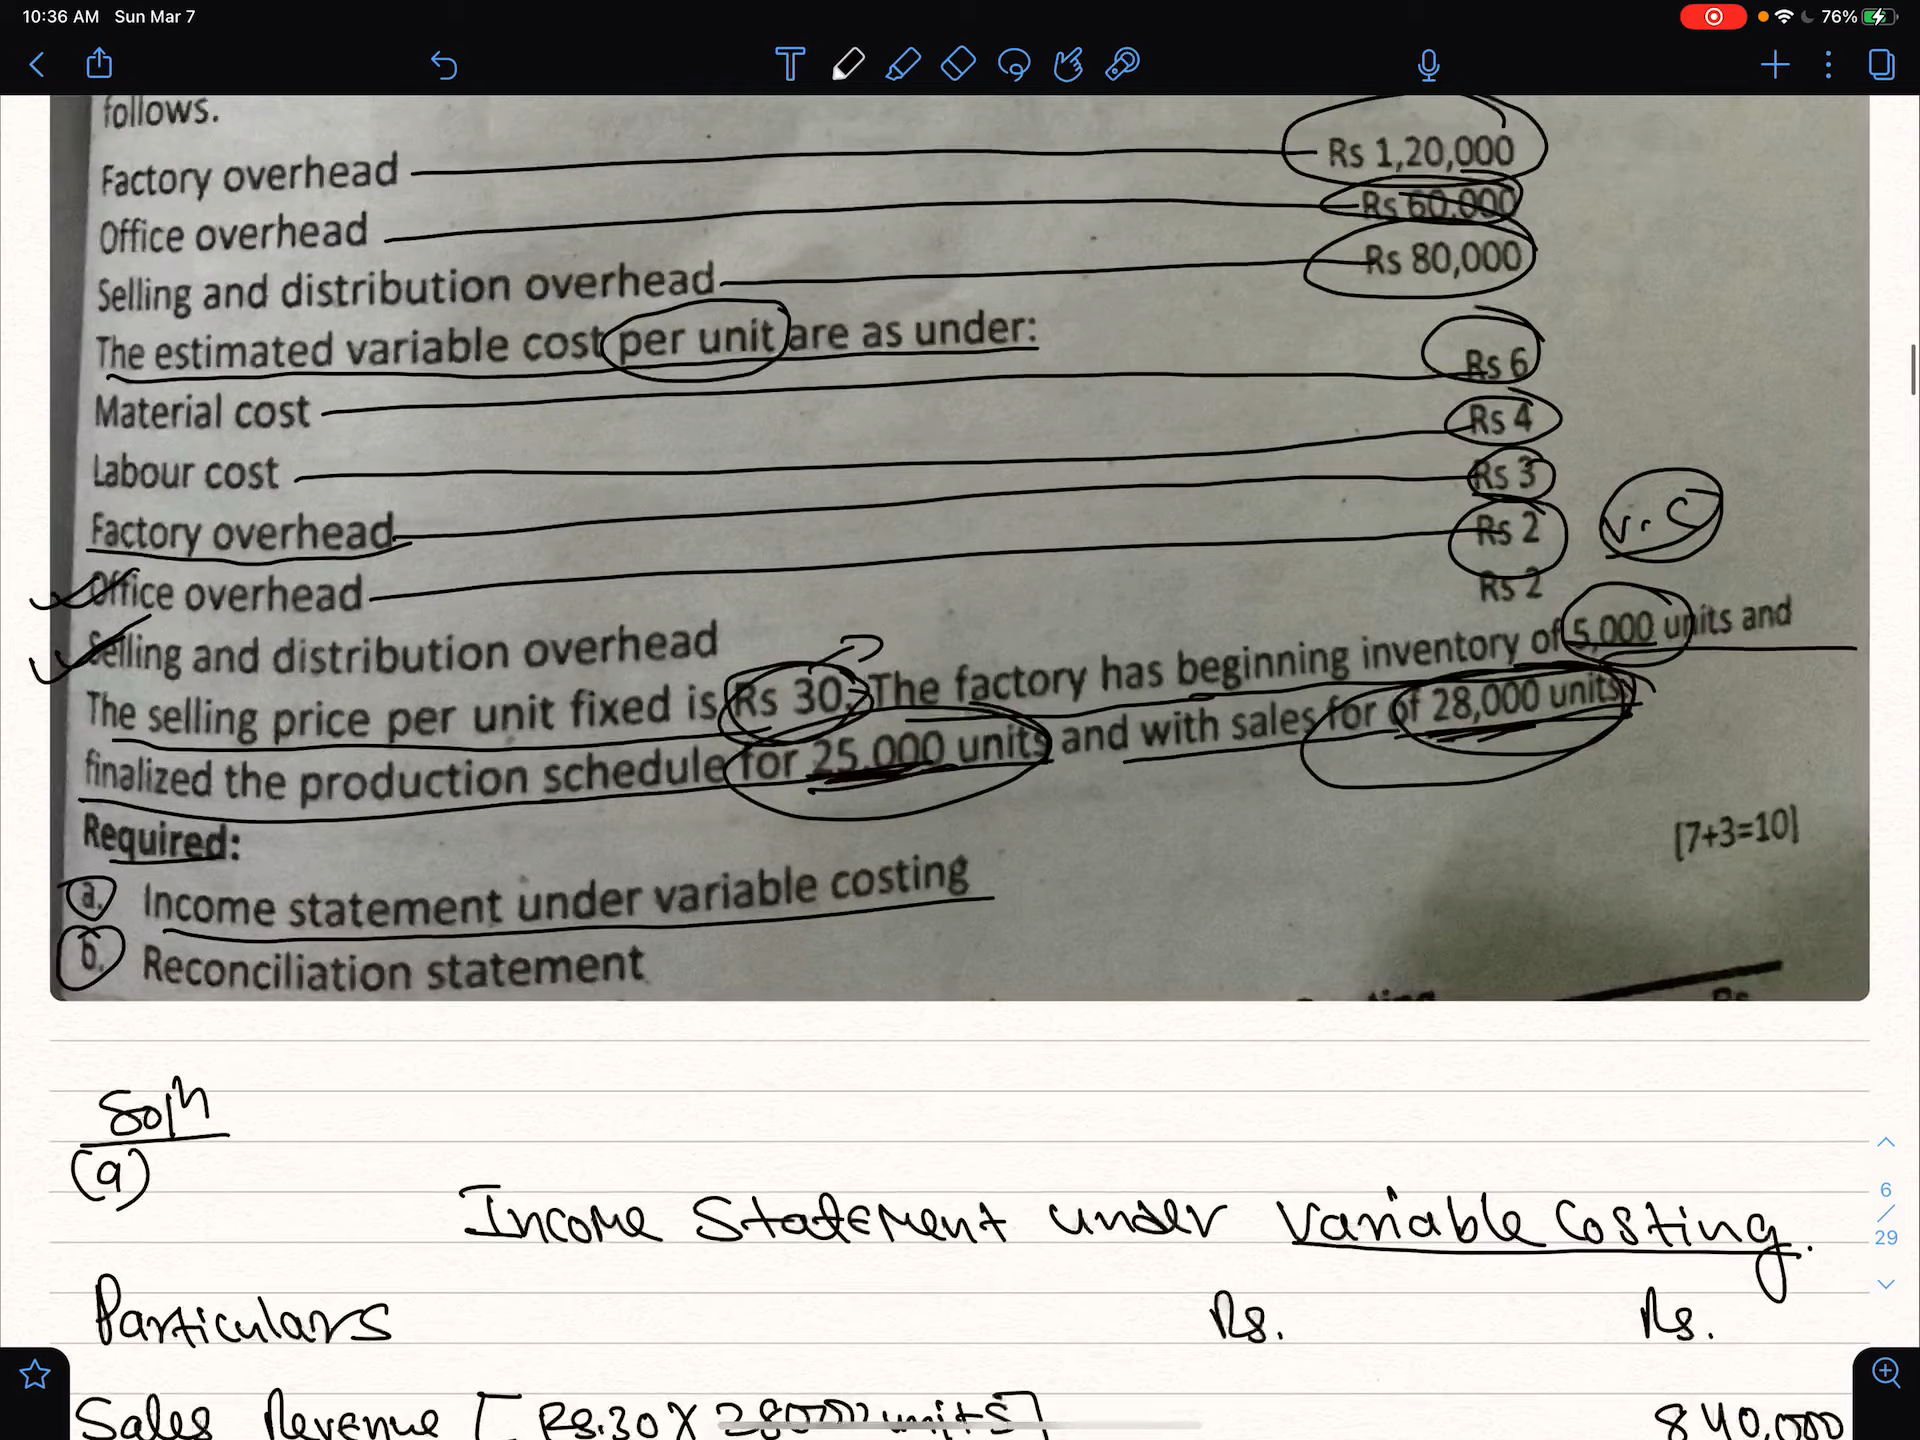 10:36 AM Sun Mar 7
76%
follows.
Factory overhead Rs 1,20,000
Office overhead Rs 60.000
Selling and distribution overhead Rs 80,000
The estimated variable cost per unit are as under:
Material cost Rs 6
Labour cost Rs 4
Factory overhead Rs 3
Office overhead Rs 2
Selling and distribution overhead Rs 2
V.C
The selling price per unit fixed is Rs 30. The factory has beginning inventory of 5,000 units and
finalized the production schedule for 25,000 units and with sales for of 28,000 units
Required:
[7+3=10]
a. Income statement under variable costing
b. Reconciliation statement
Rs
Soln
(a)
Income Statement under Variable Costing.
Particulars Rs. Rs.
Sales Revenue [Rs.30 X 28000 units] 840,000
6
/
29